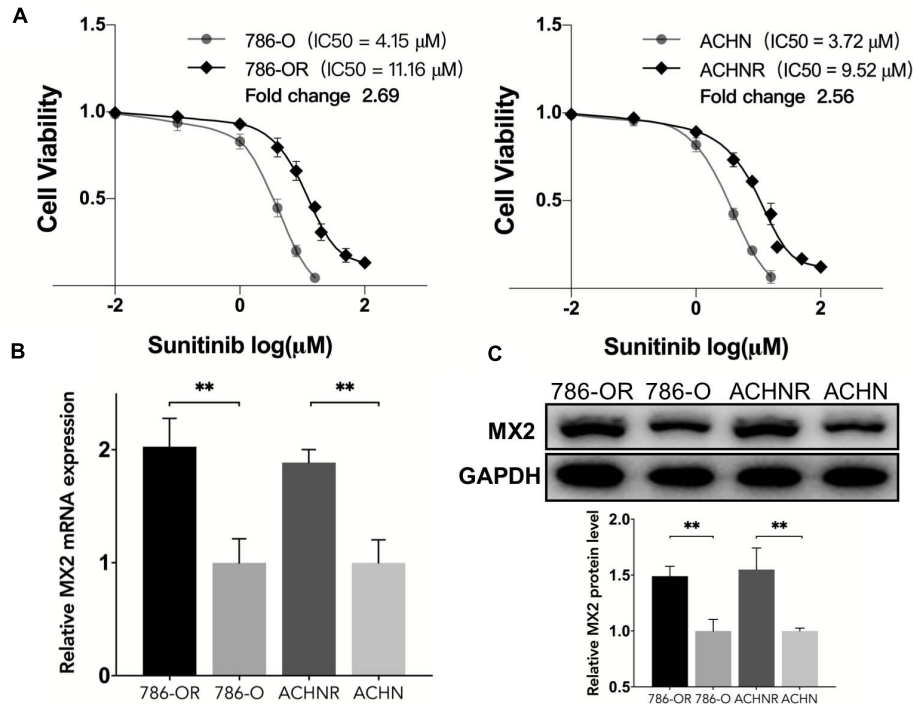 A
1.5
786-O (IC50 = 4.15 μM)
786-OR (IC50 = 11.16 μM)
Fold change 2.69
1.0
0.5
Cell Viability
-2 0 2
Sunitinib log(μM)
1.5
ACHN (IC50 = 3.72 μM)
ACHNR (IC50 = 9.52 μM)
Fold change 2.56
1.0
0.5
Cell Viability
-2 0 2
Sunitinib log(μM)
B
Relative MX2 mRNA expression
** **
2
1
0
786-OR 786-O ACHNR ACHN
C
786-OR 786-O ACHNR ACHN
MX2
GAPDH
Relative MX2 protein level
2.0
** **
1.5
1.0
0.5
786-OR 786-O ACHNR ACHN